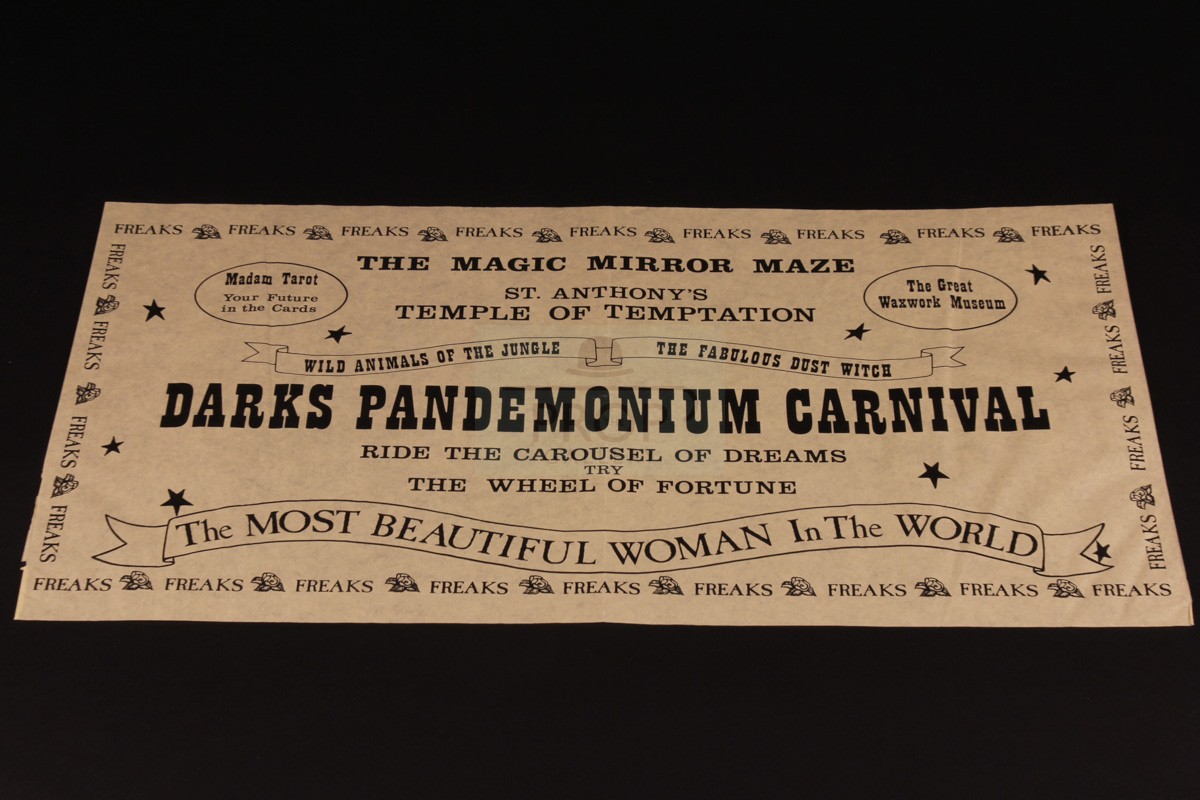 FREAKS FREAKS FREAKS FREAKS FREAKS FREAKS FREAKS FREAKS FREAKS
THE MAGIC MIRROR MAZE
Madam Tarot
Your Future
in the Cards
ST. ANTHONY'S
TEMPLE OF TEMPTATION
The Great
Waxwork Museum
WILD ANIMALS OF THE JUNGLE
THE FABULOUS DUST WITCH
DARKS PANDEMONIUM CARNIVAL
RIDE THE CAROUSEL OF DREAMS
TRY
THE WHEEL OF FORTUNE
The MOST BEAUTIFUL WOMAN In The WORLD
FREAKS FREAKS FREAKS FREAKS
FREAKS FREAKS FREAKS FREAKS
FREAKS FREAKS FREAKS FREAKS FREAKS FREAKS FREAKS FREAKS FREAKS